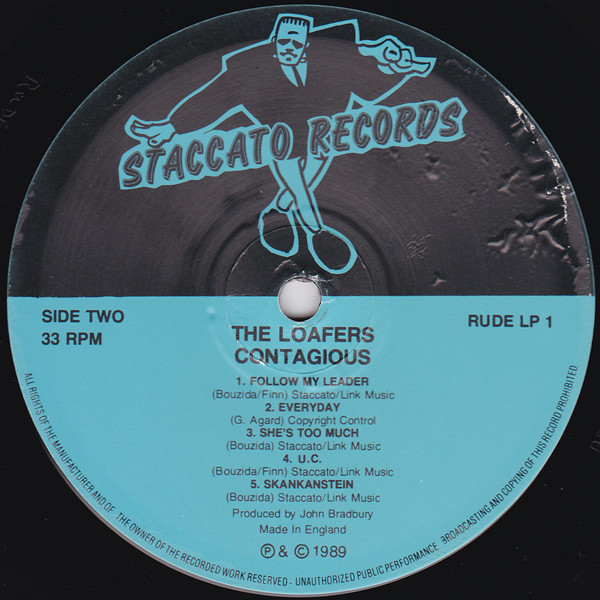 STACCATO RECORDS
SIDE TWO
33 RPM
RUDE LP 1
THE LOAFERS
CONTAGIOUS
1. FOLLOW MY LEADER
(Bouzida/Finn) Staccato/Link Music
2. EVERYDAY
(G. Agard) Copyright Control
3. SHE'S TOO MUCH
(Bouzida) Staccato/Link Music
4. U.C.
(Bouzida/Finn) Staccato/Link Music
5. SKANKANSTEIN
(Bouzida) Staccato/Link Music
Produced by John Bradbury
Made In England
Ⓟ & © 1989
ALL RIGHTS OF THE MANUFACTURER AND OF THE OWNER OF THE RECORDED WORK RESERVED - UNAUTHORIZED PUBLIC PERFORMANCE BROADCASTING AND COPYING OF THIS RECORD PROHIBITED